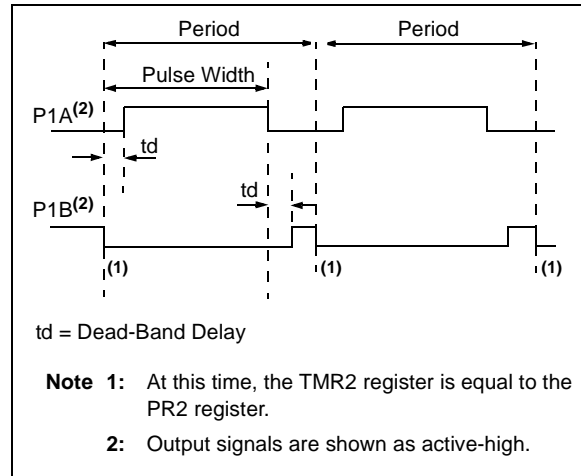 Period Period
Pulse Width
P1A(2)
td
td
P1B(2)
(1) (1) (1)
td = Dead-Band Delay
Note 1: At this time, the TMR2 register is equal to the
PR2 register.
2: Output signals are shown as active-high.